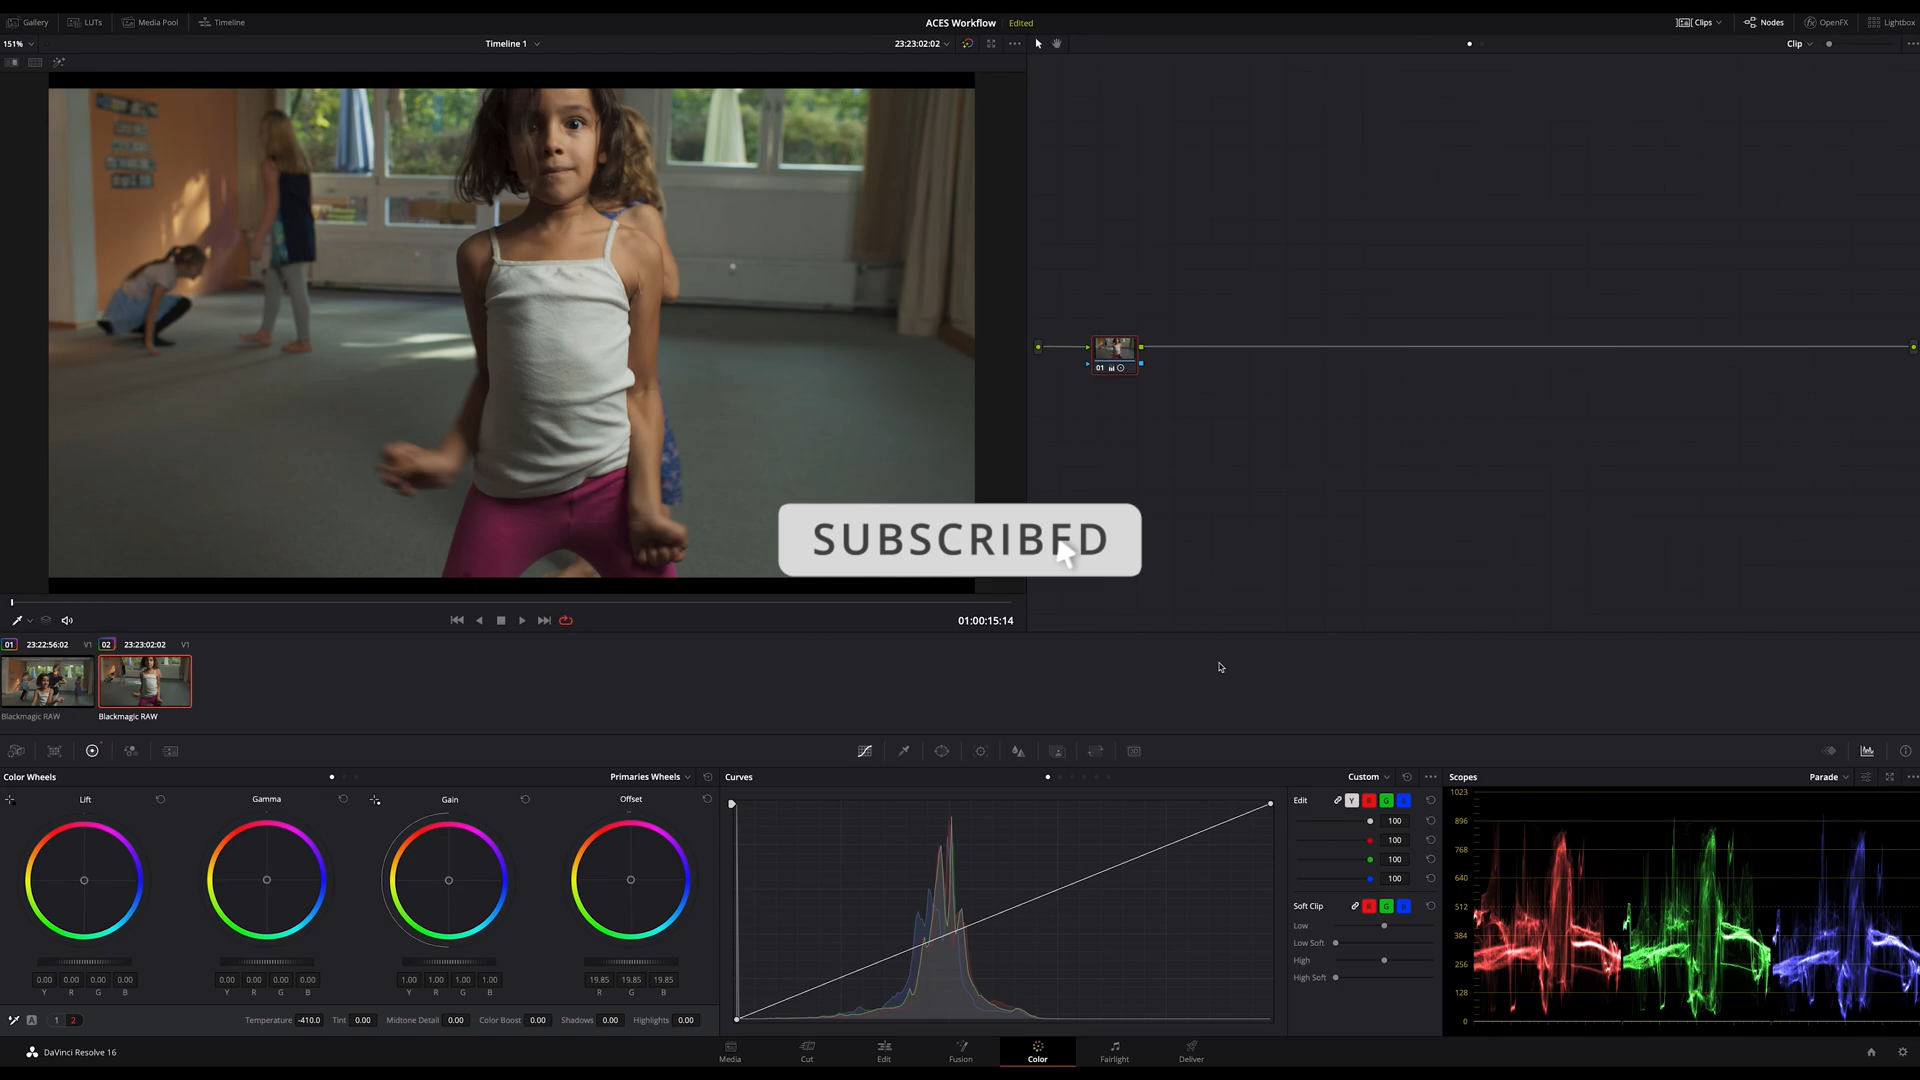 Gallery LUTs Media Pool Timeline ACES Workflow Edited Clips Nodes OpenFX Lightbox
151% Timeline 1 23:23:02:02 Clip
SUBSCRIBED
01
01:00:15:14
01 23:22:56:02 V1 02 23:23:02:02 V1
Blackmagic RAW Blackmagic RAW
Color Wheels Primaries Wheels Curves Custom Scopes Parade
Lift Gamma Gain Offset
Edit Y R G B
100
100
100
100
Soft Clip R G B
Low
Low Soft
High
High Soft
1023
896
768
640
512
384
256
128
0
0.00 0.00 0.00 0.00 0.00 0.00 0.00 0.00 1.00 1.00 1.00 1.00 19.85 19.85 19.85
Y R G B Y R G B Y R G B R G B
A 1 2 Temperature -410.0 Tint 0.00 Midtone Detail 0.00 Color Boost 0.00 Shadows 0.00 Highlights 0.00
DaVinci Resolve 16 Media Cut Edit Fusion Color Fairlight Deliver